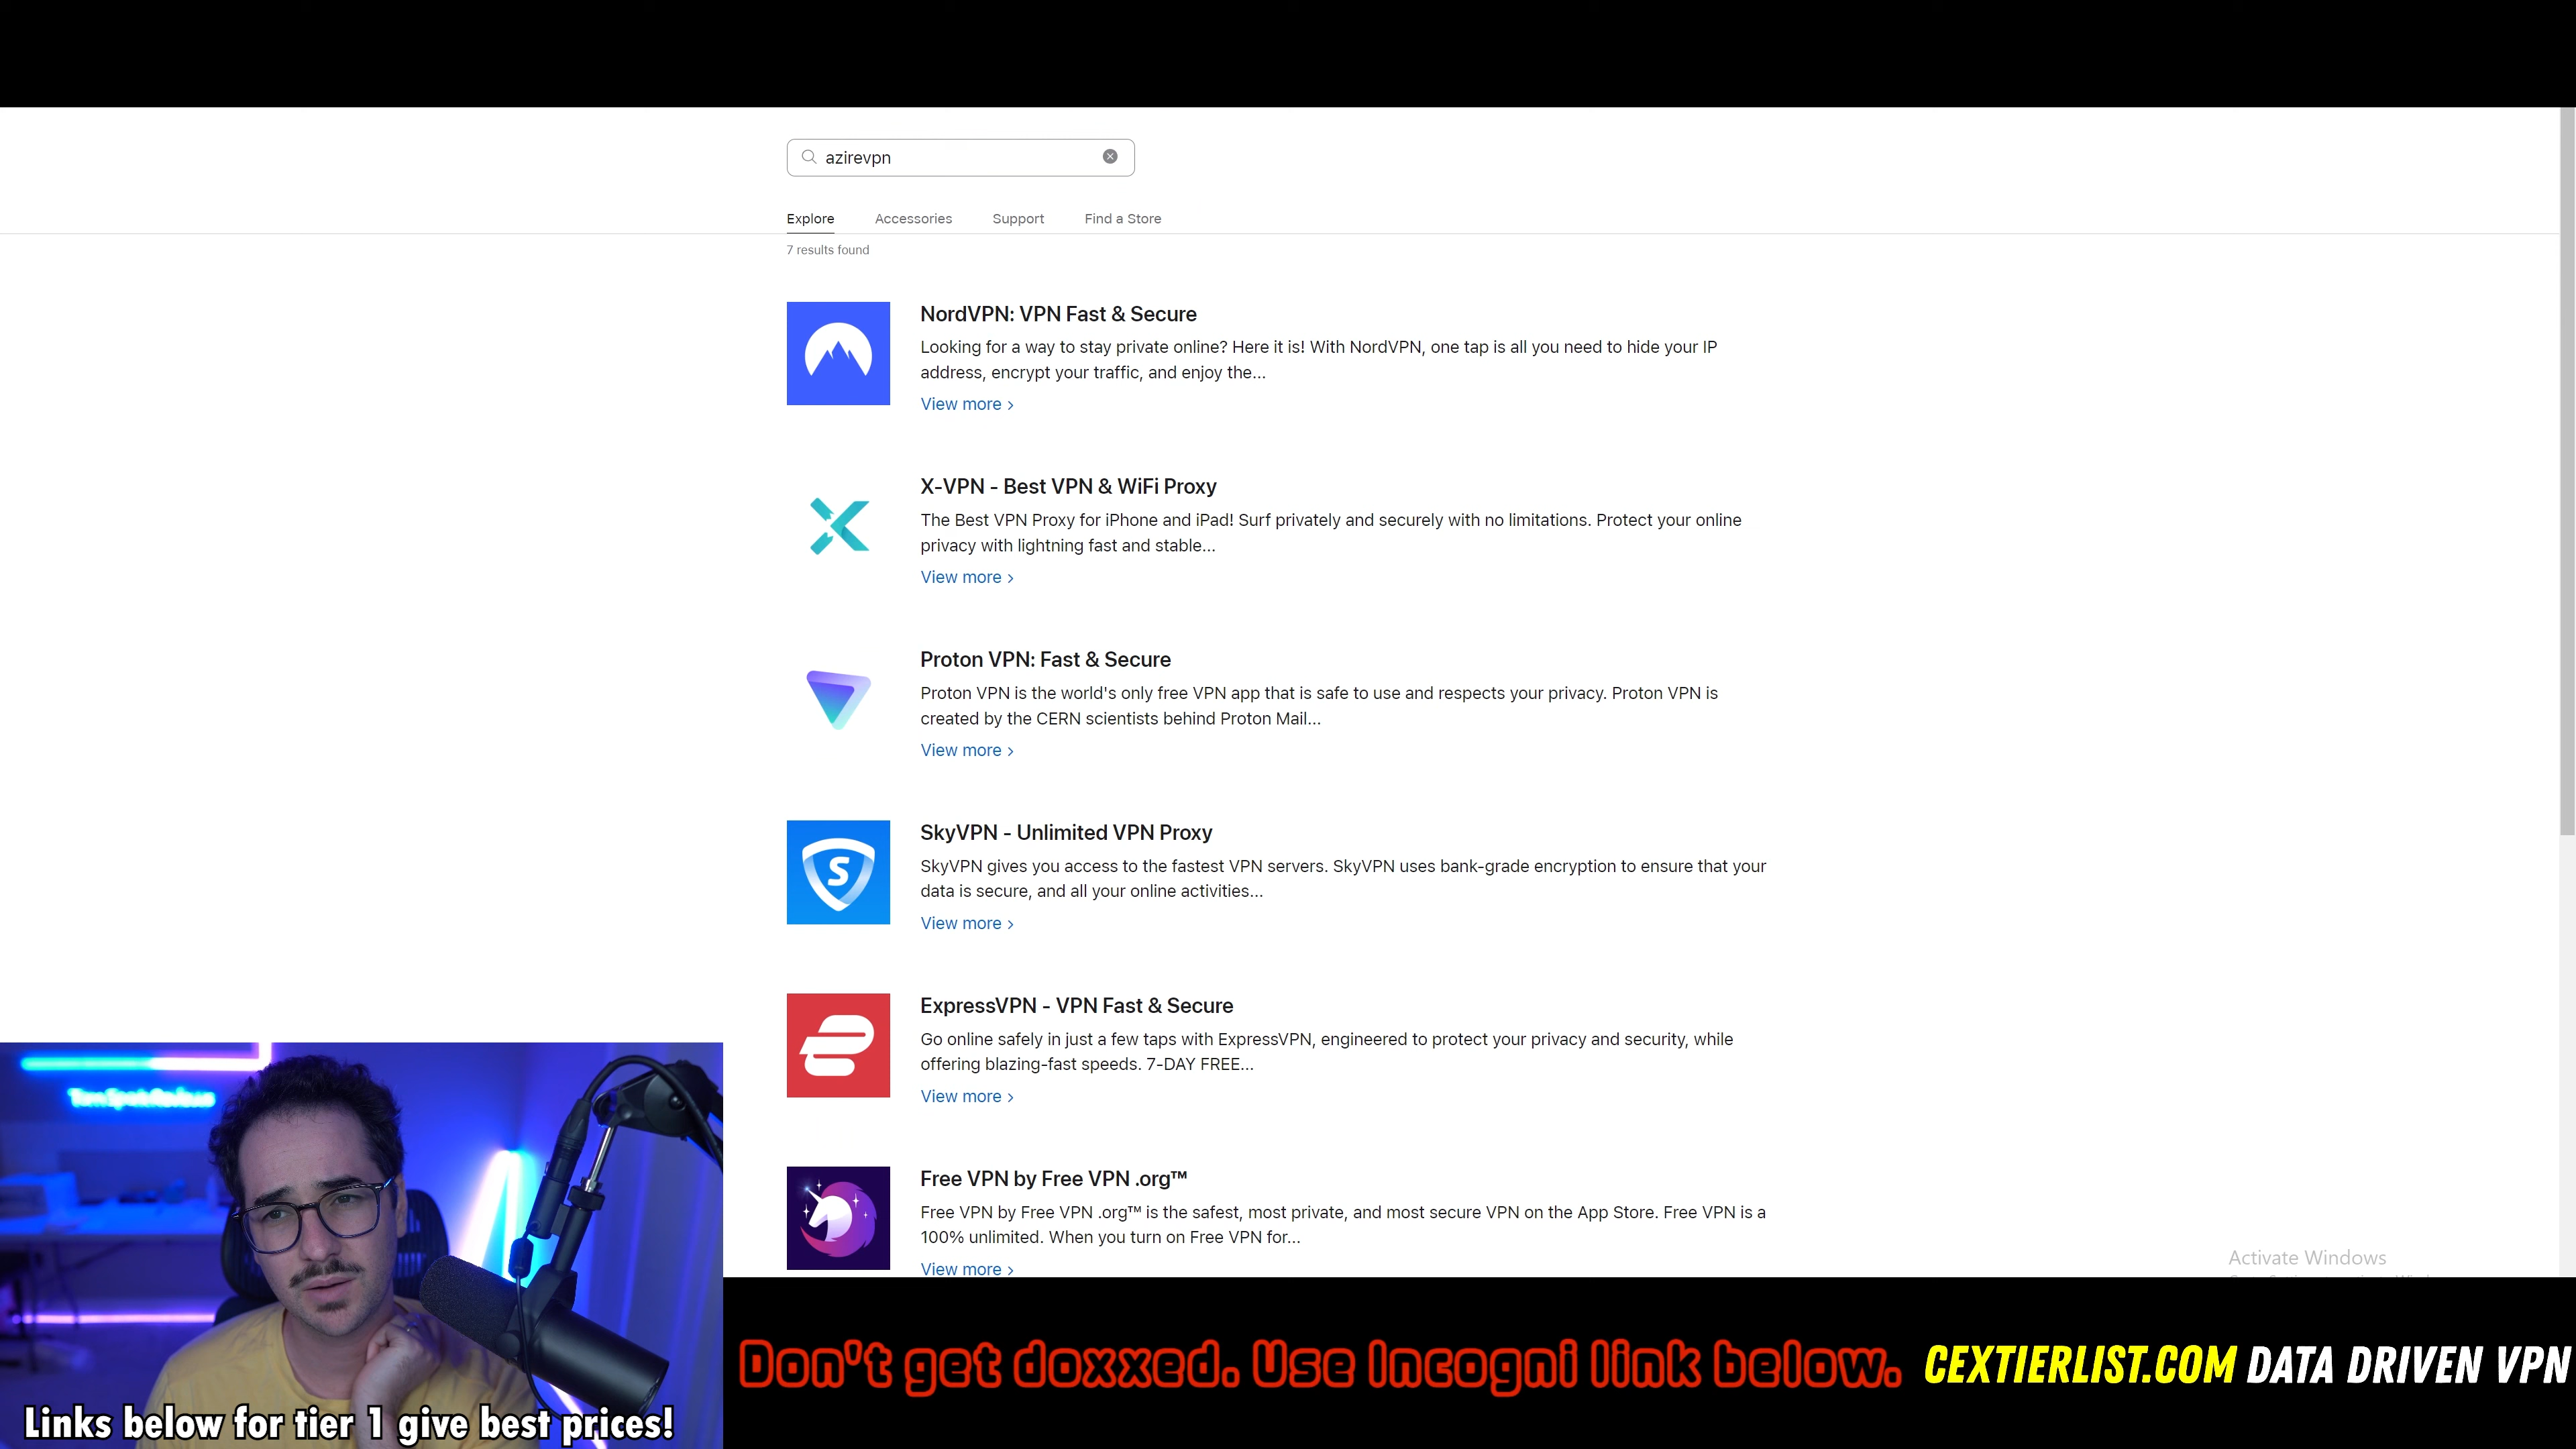 azirevpn
Explore
Accessories
Support
Find a Store
7 results found
NordVPN: VPN Fast & Secure
Looking for a way to stay private online? Here it is! With NordVPN, one tap is all you need to hide your IP
address, encrypt your traffic, and enjoy the...
View more >
X-VPN - Best VPN & WiFi Proxy
The Best VPN Proxy for iPhone and iPad! Surf privately and securely with no limitations. Protect your online
privacy with lightning fast and stable...
View more >
Proton VPN: Fast & Secure
Proton VPN is the world's only free VPN app that is safe to use and respects your privacy. Proton VPN is
created by the CERN scientists behind Proton Mail...
View more >
SkyVPN - Unlimited VPN Proxy
SkyVPN gives you access to the fastest VPN servers. SkyVPN uses bank-grade encryption to ensure that your
data is secure, and all your online activities...
View more >
S
ExpressVPN - VPN Fast & Secure
Go online safely in just a few taps with ExpressVPN, engineered to protect your privacy and security, while
offering blazing-fast speeds. 7-DAY FREE...
View more >
Free VPN by Free VPN .org™
Free VPN by Free VPN .org™ is the safest, most private, and most secure VPN on the App Store. Free VPN is a
100% unlimited. When you turn on Free VPN for...
View more >
Activate Windows
Tom Spark Reviews
Links below for tier 1 give best prices!
Don't get doxxed. Use Incogni link below.
CEXTIERLIST.COM DATA DRIVEN VPN